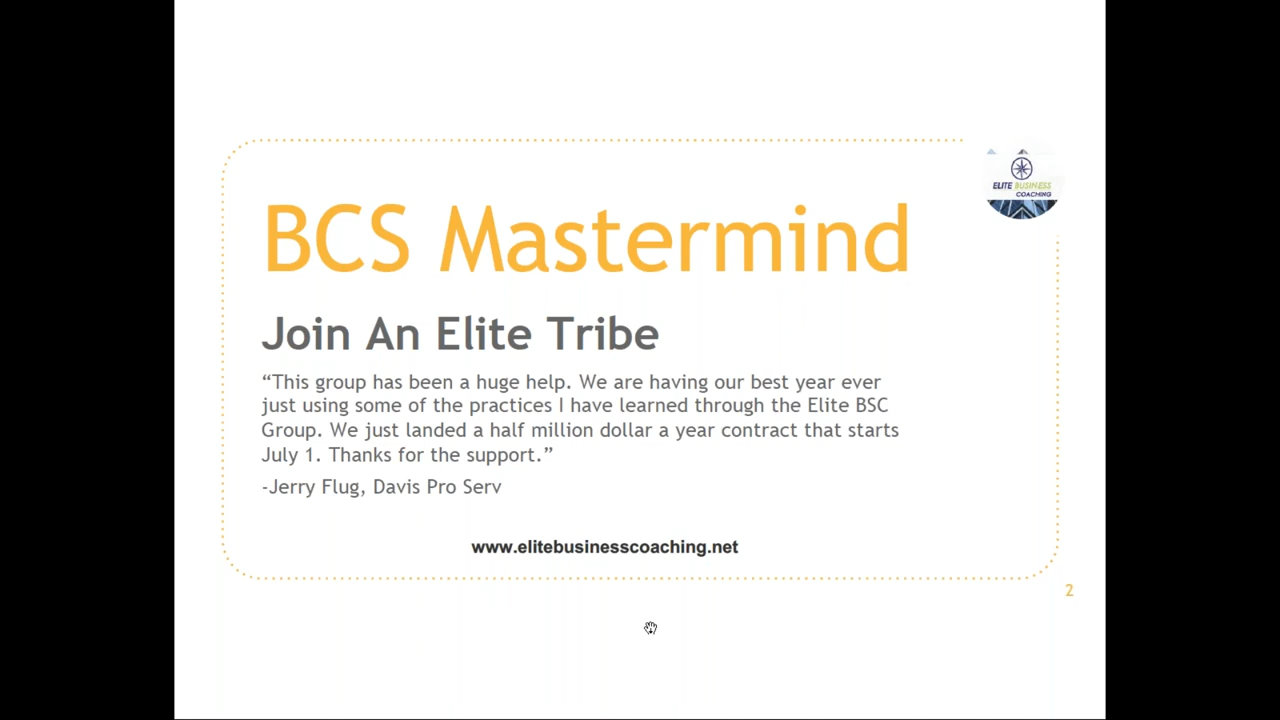 ELITE BUSINESS
COACHING
BCS Mastermind
Join An Elite Tribe
“This group has been a huge help. We are having our best year ever
just using some of the practices I have learned through the Elite BSC
Group. We just landed a half million dollar a year contract that starts
July 1. Thanks for the support.”
-Jerry Flug, Davis Pro Serv
www.elitebusinesscoaching.net
2